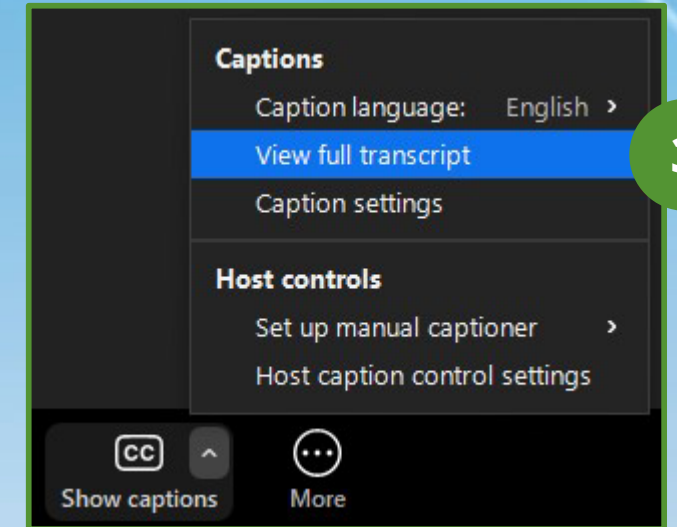 Captions
Caption language: English >
View full transcript
Caption settings
Host controls
Set up manual captioner >
Host caption control settings
CC
Show captions
More